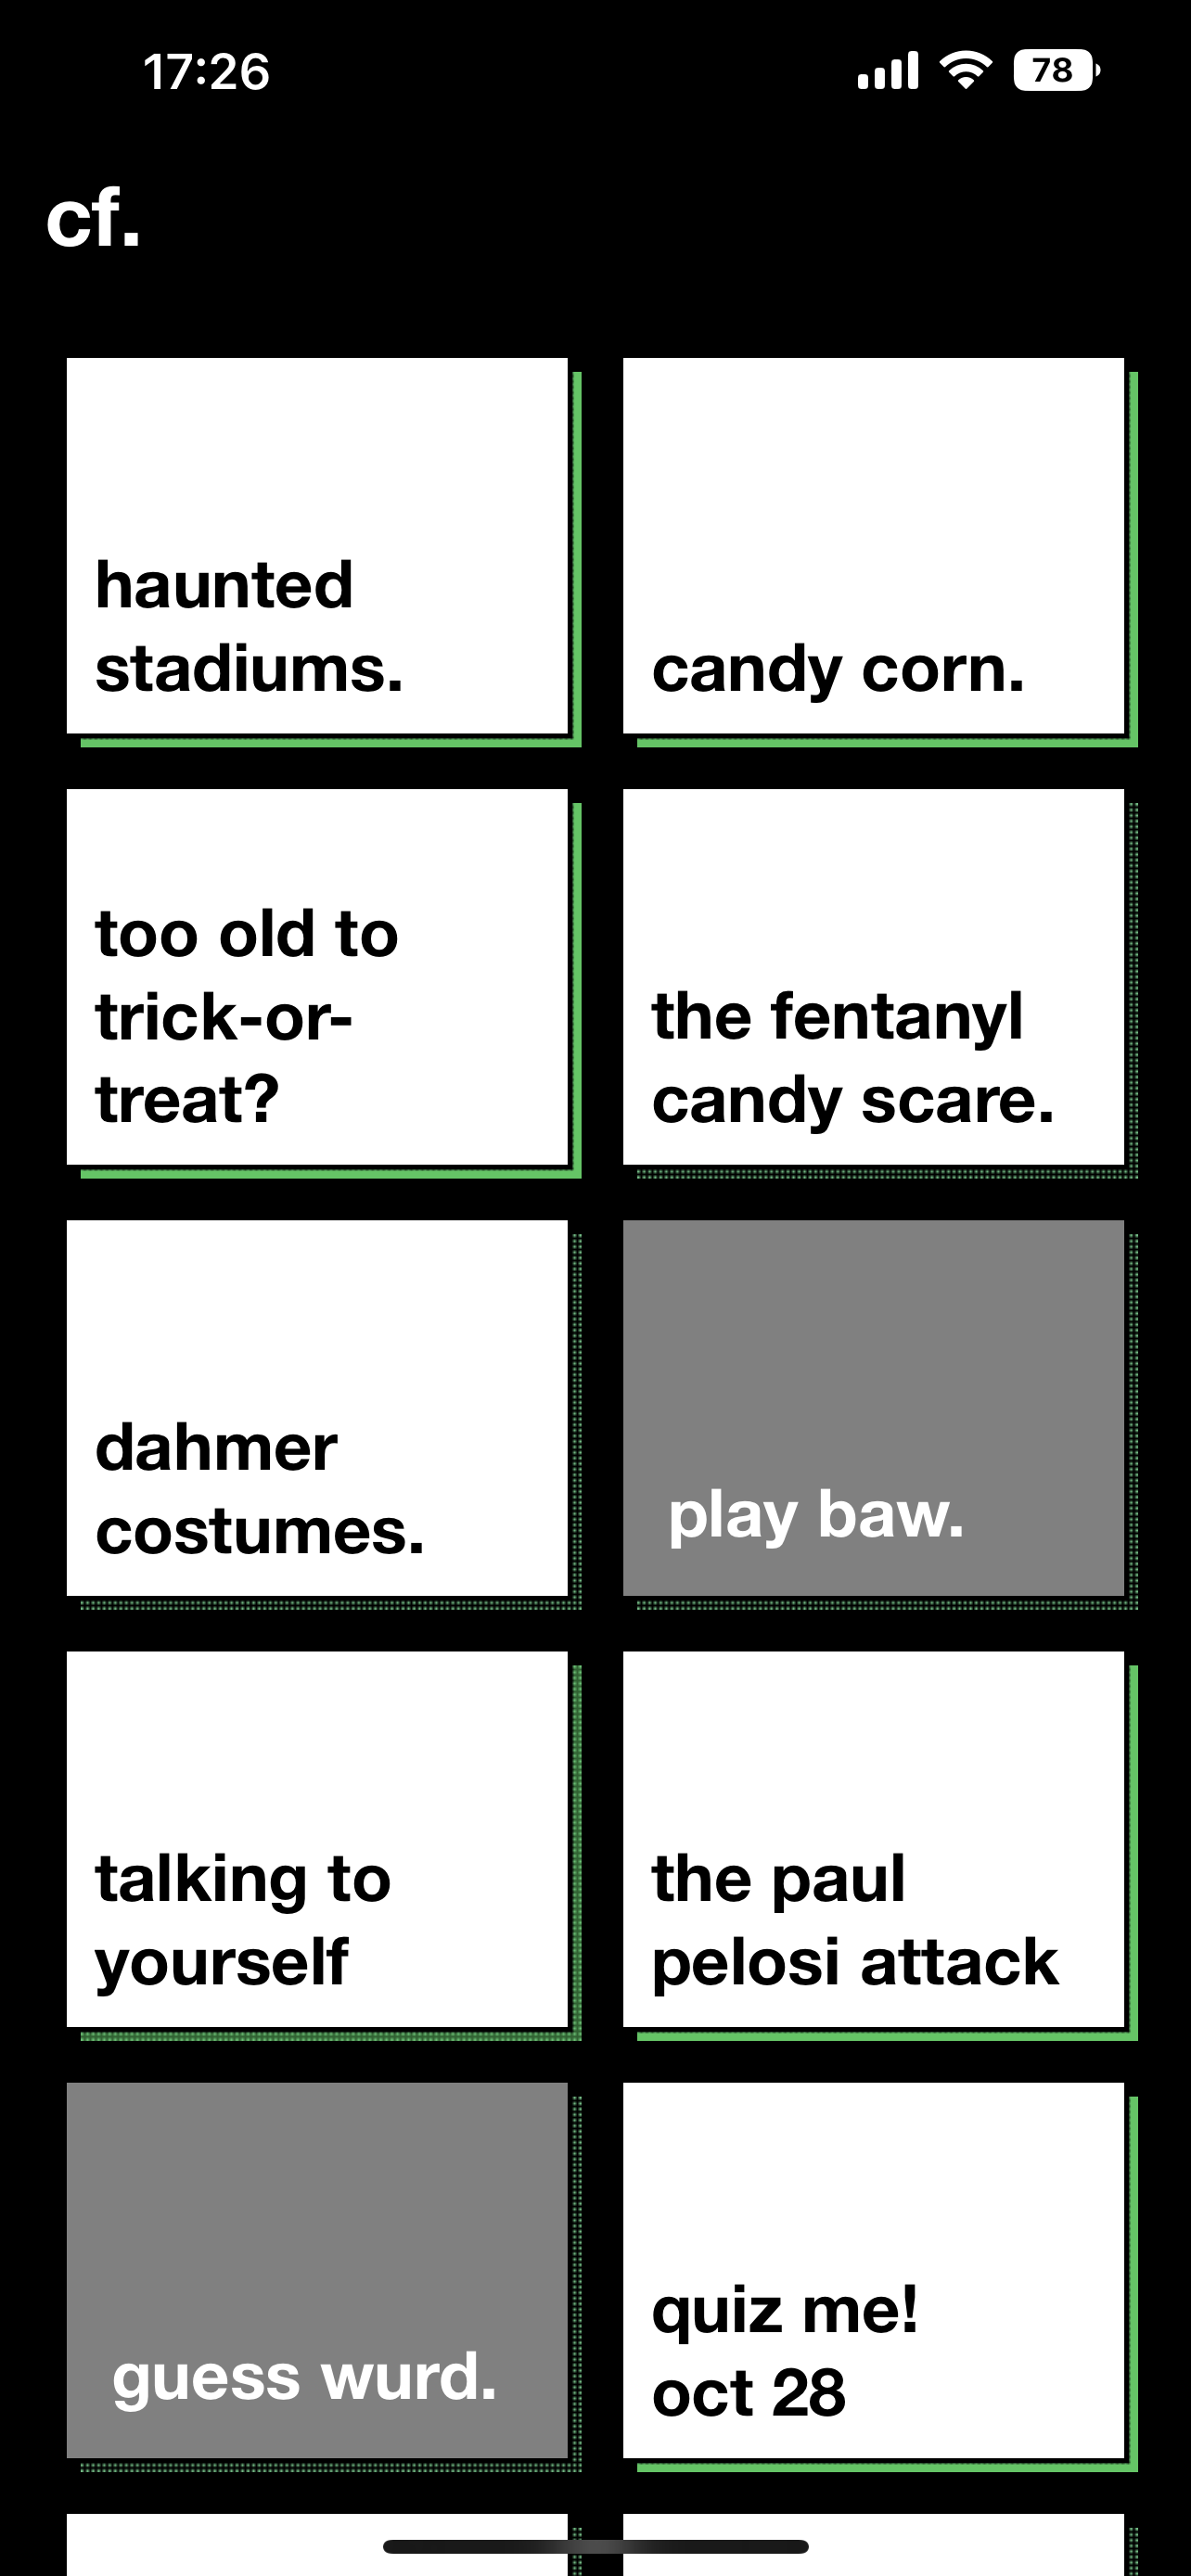 17:26
78
cf.
haunted
stadiums.
candy corn.
too old to
trick-or-
treat?
the fentanyl
candy scare.
dahmer
costumes.
play baw.
talking to
yourself
the paul
pelosi attack
guess wurd.
quiz me!
oct 28